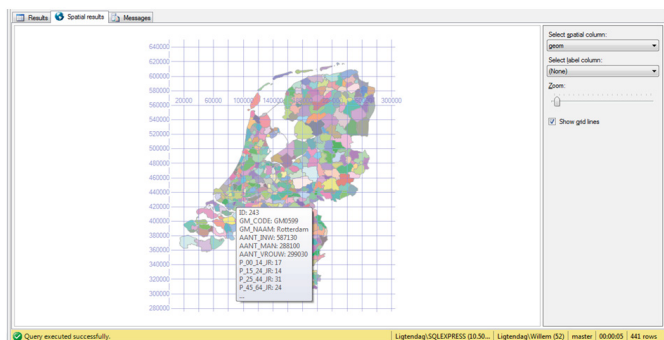 Results Spatial results Messages
Select spatial column:
geom
Select label column:
(None)
Zoom:
Show grid lines
640000
620000
600000
580000
20000 60000 100000 140000 300000
560000
540000
520000
500000
480000
460000
440000
420000
400000
380000
360000
340000
320000
300000
280000
ID: 243
GM_CODE: GM0599
GM_NAAM: Rotterdam
AANT_INW: 587130
AANT_MAN: 288100
AANT_VROUW: 299030
P_00_14_JR: 17
P_15_24_JR: 14
P_25_44_JR: 31
P_45_64_JR: 24
...
Query executed successfully. Ligtendag\SQLEXPRESS (10.50... Ligtendag\Willem (52) master 00:00:05 441 rows